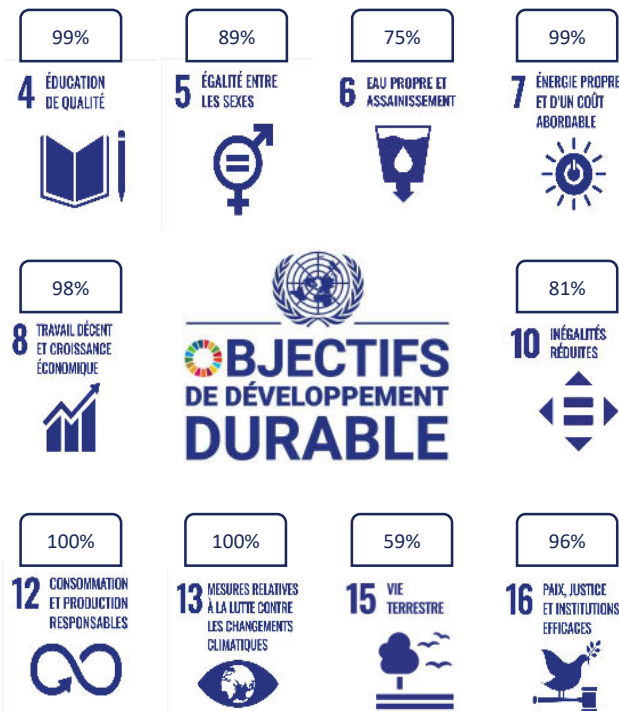 99%
4 ÉDUCATION
DE QUALITÉ
89%
5 ÉGALITÉ ENTRE
LES SEXES
75%
6 EAU PROPRE ET
ASSAINISSEMENT
99%
7 ÉNERGIE PROPRE
ET D'UN COÛT
ABORDABLE
98%
8 TRAVAIL DÉCENT
ET CROISSANCE
ÉCONOMIQUE
OBJECTIFS
DE DÉVELOPPEMENT
DURABLE
81%
10 INÉGALITÉS
RÉDUITES
100%
12 CONSOMMATION
ET PRODUCTION
RESPONSABLES
100%
13 MESURES RELATIVES
À LA LUTTE CONTRE
LES CHANGEMENTS
CLIMATIQUES
59%
15 VIE
TERRESTRE
96%
16 PAIX, JUSTICE
ET INSTITUTIONS
EFFICACES